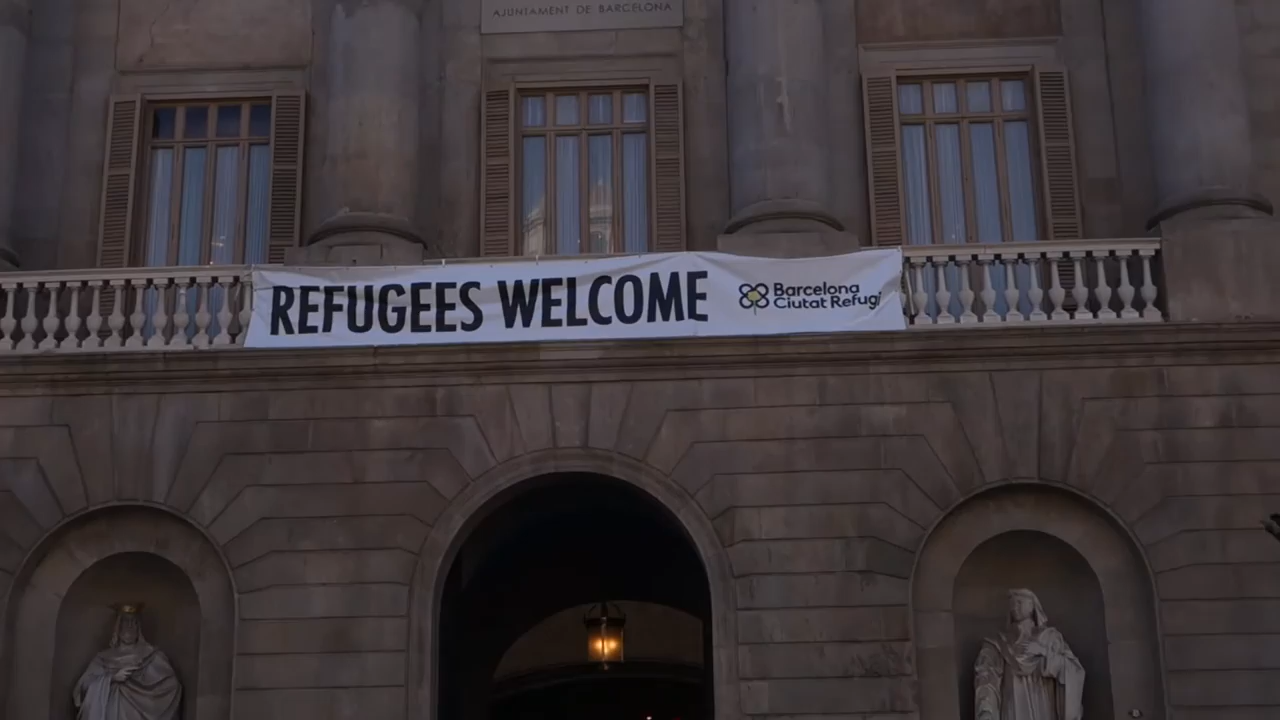 AJUNTAMENT DE BARCELONA
REFUGEES WELCOME
Barcelona
Ciutat Refugi